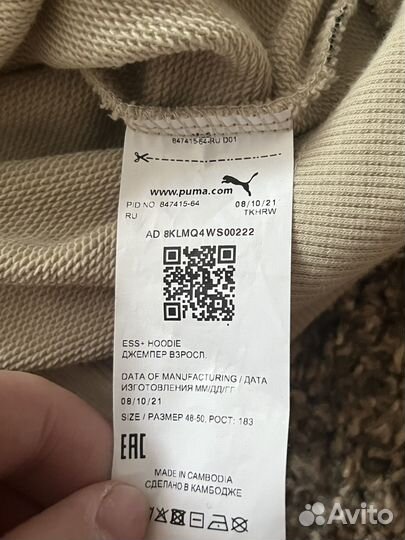 847415-64-RU D01
www.puma.com
PID NO 847415-64 08/10/21
RU TKHRW
AD 8KLMQ4WS00222
ESS+ HOODIE
ДЖЕМПЕР ВЗРОСЛ.
DATA OF MANUFACTURING / ДАТА
ИЗГОТОВЛЕНИЯ ММ/ДД/ГГ
08/10/21
SIZE / РАЗМЕР 48-50, РОСТ: 183
EAC
MADE IN CAMBODIA
СДЕЛАНО В КАМБОДЖЕ
Avito